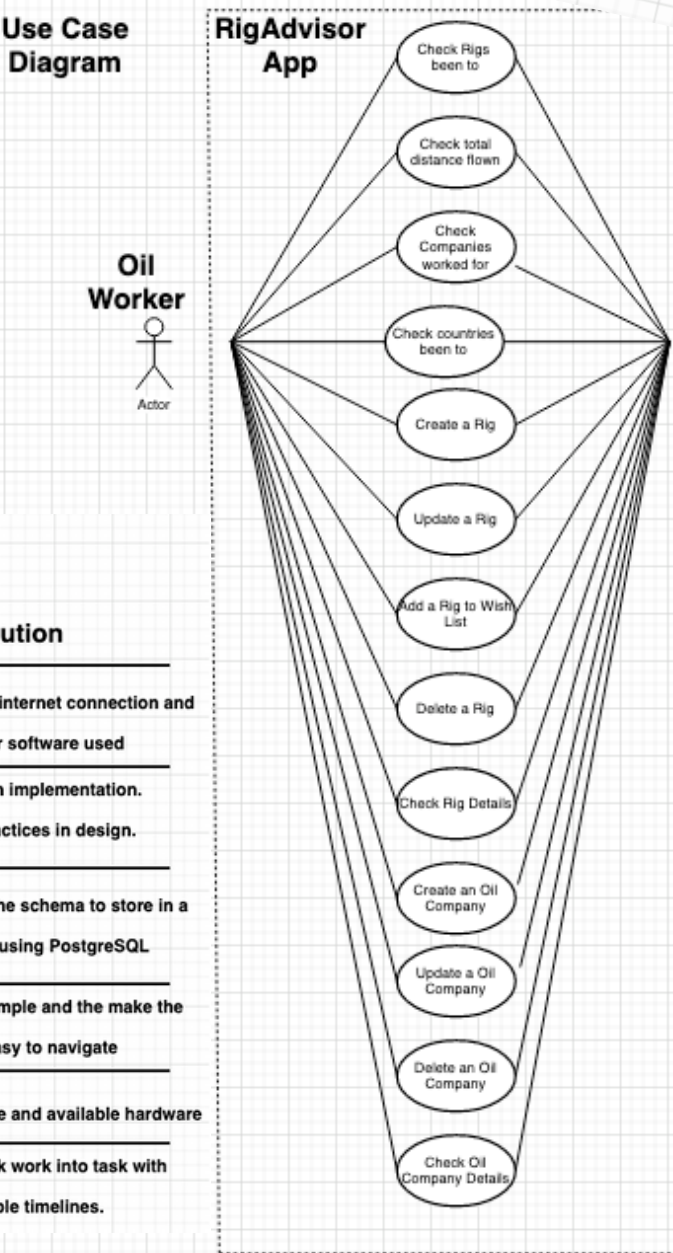 Use Case
Diagram
RigAdvisor
App
Check Rigs
been to
Check total
distance flown
Check
Companies
worked for
Oil
Worker
Actor
Check countries
been to
Create a Rig
Update a Rig
Add a Rig to Wish
List
Delete a Rig
Check Rig Details
Create an Oil
Company
Update a Oil
Company
Delete an Oil
Company
Check Oil
Company Details
ution
internet connection and
r software used
n implementation.
actices in design.
he schema to store in a
using PostgreSQL
mple and the make the
asy to navigate
e and available hardware
k work into task with
ble timelines.